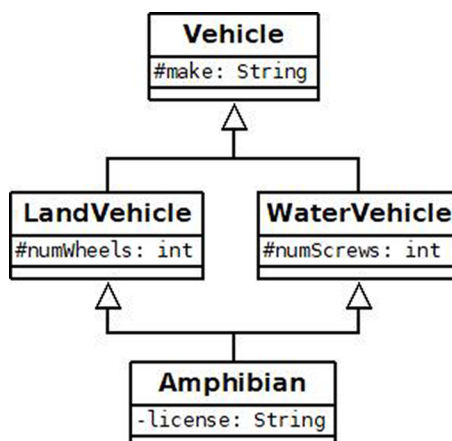 Vehicle
#make: String
LandVehicle
#numWheels: int
WaterVehicle
#numScrews: int
Amphibian
-license: String